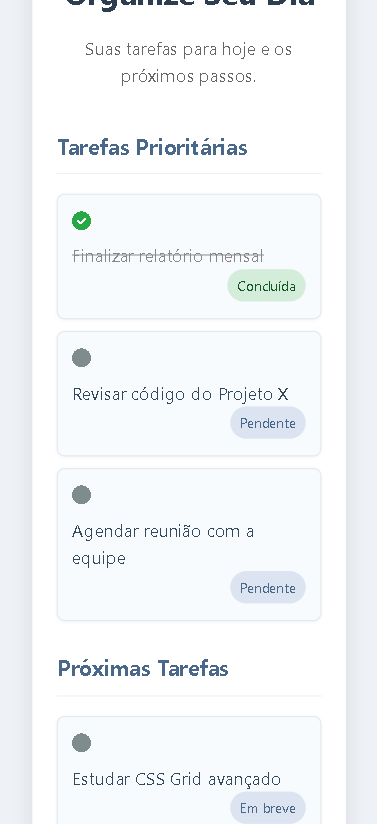 Organize Seu Dia
Suas tarefas para hoje e os
próximos passos.
Tarefas Prioritárias
Finalizar relatório mensal
Concluída
Revisar código do Projeto X
Pendente
Agendar reunião com a
equipe
Pendente
Próximas Tarefas
Estudar CSS Grid avançado
Em breve